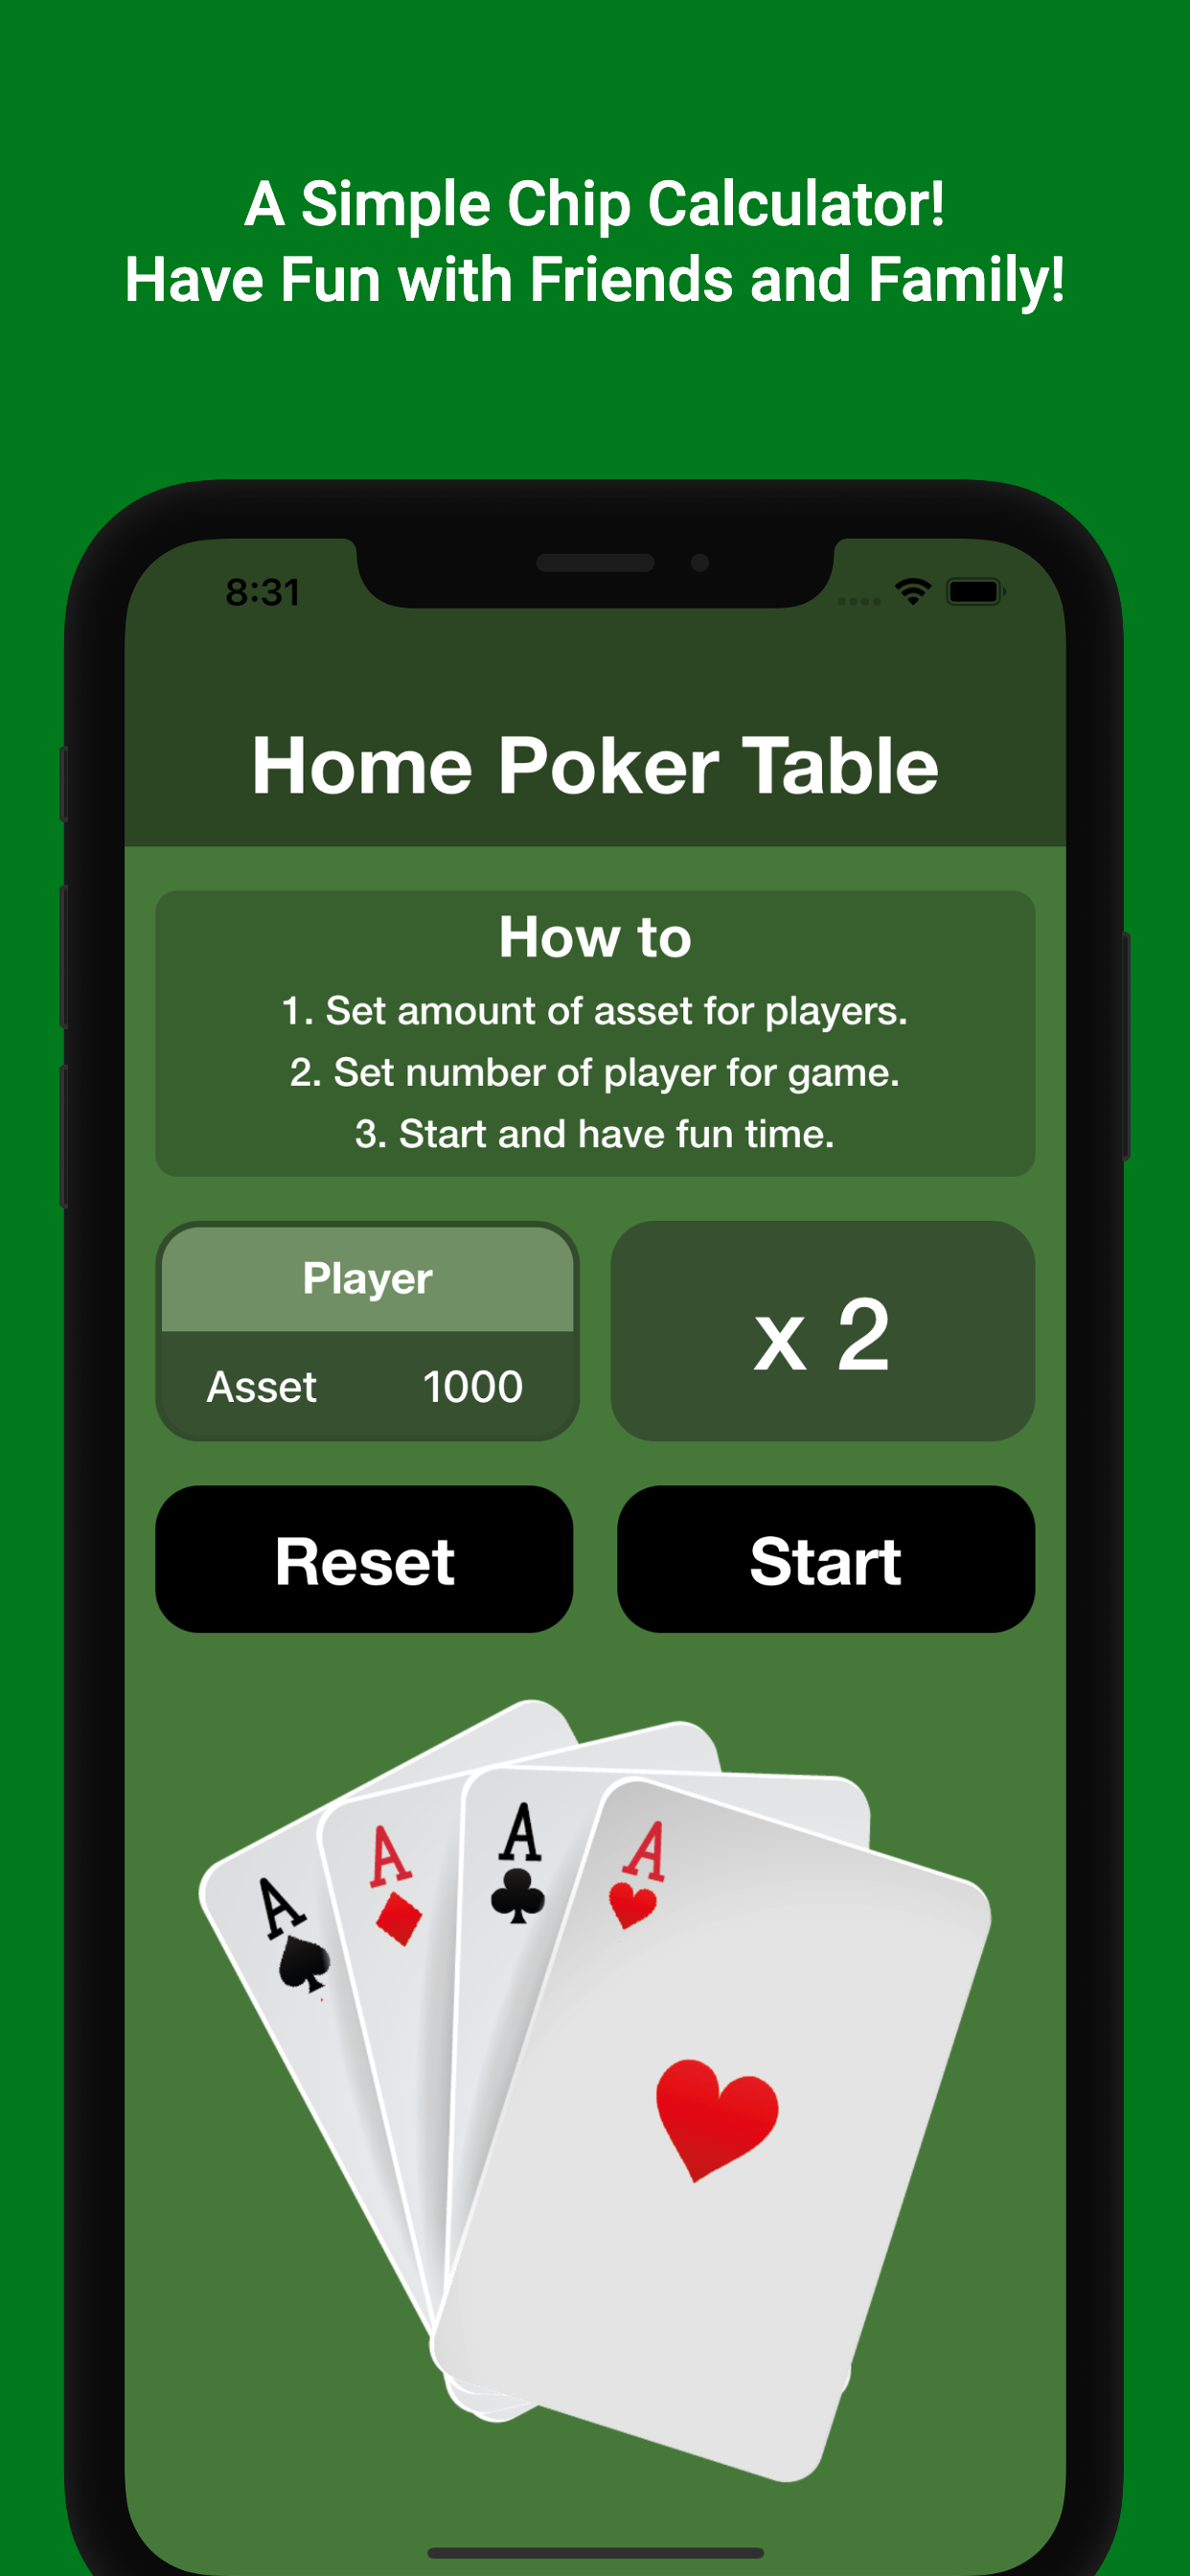 A Simple Chip Calculator!
Have Fun with Friends and Family!
8:31
Home Poker Table
How to
1. Set amount of asset for players.
2. Set number of player for game.
3. Start and have fun time.
Player
x 2
Asset 1000
Reset Start
A A A A